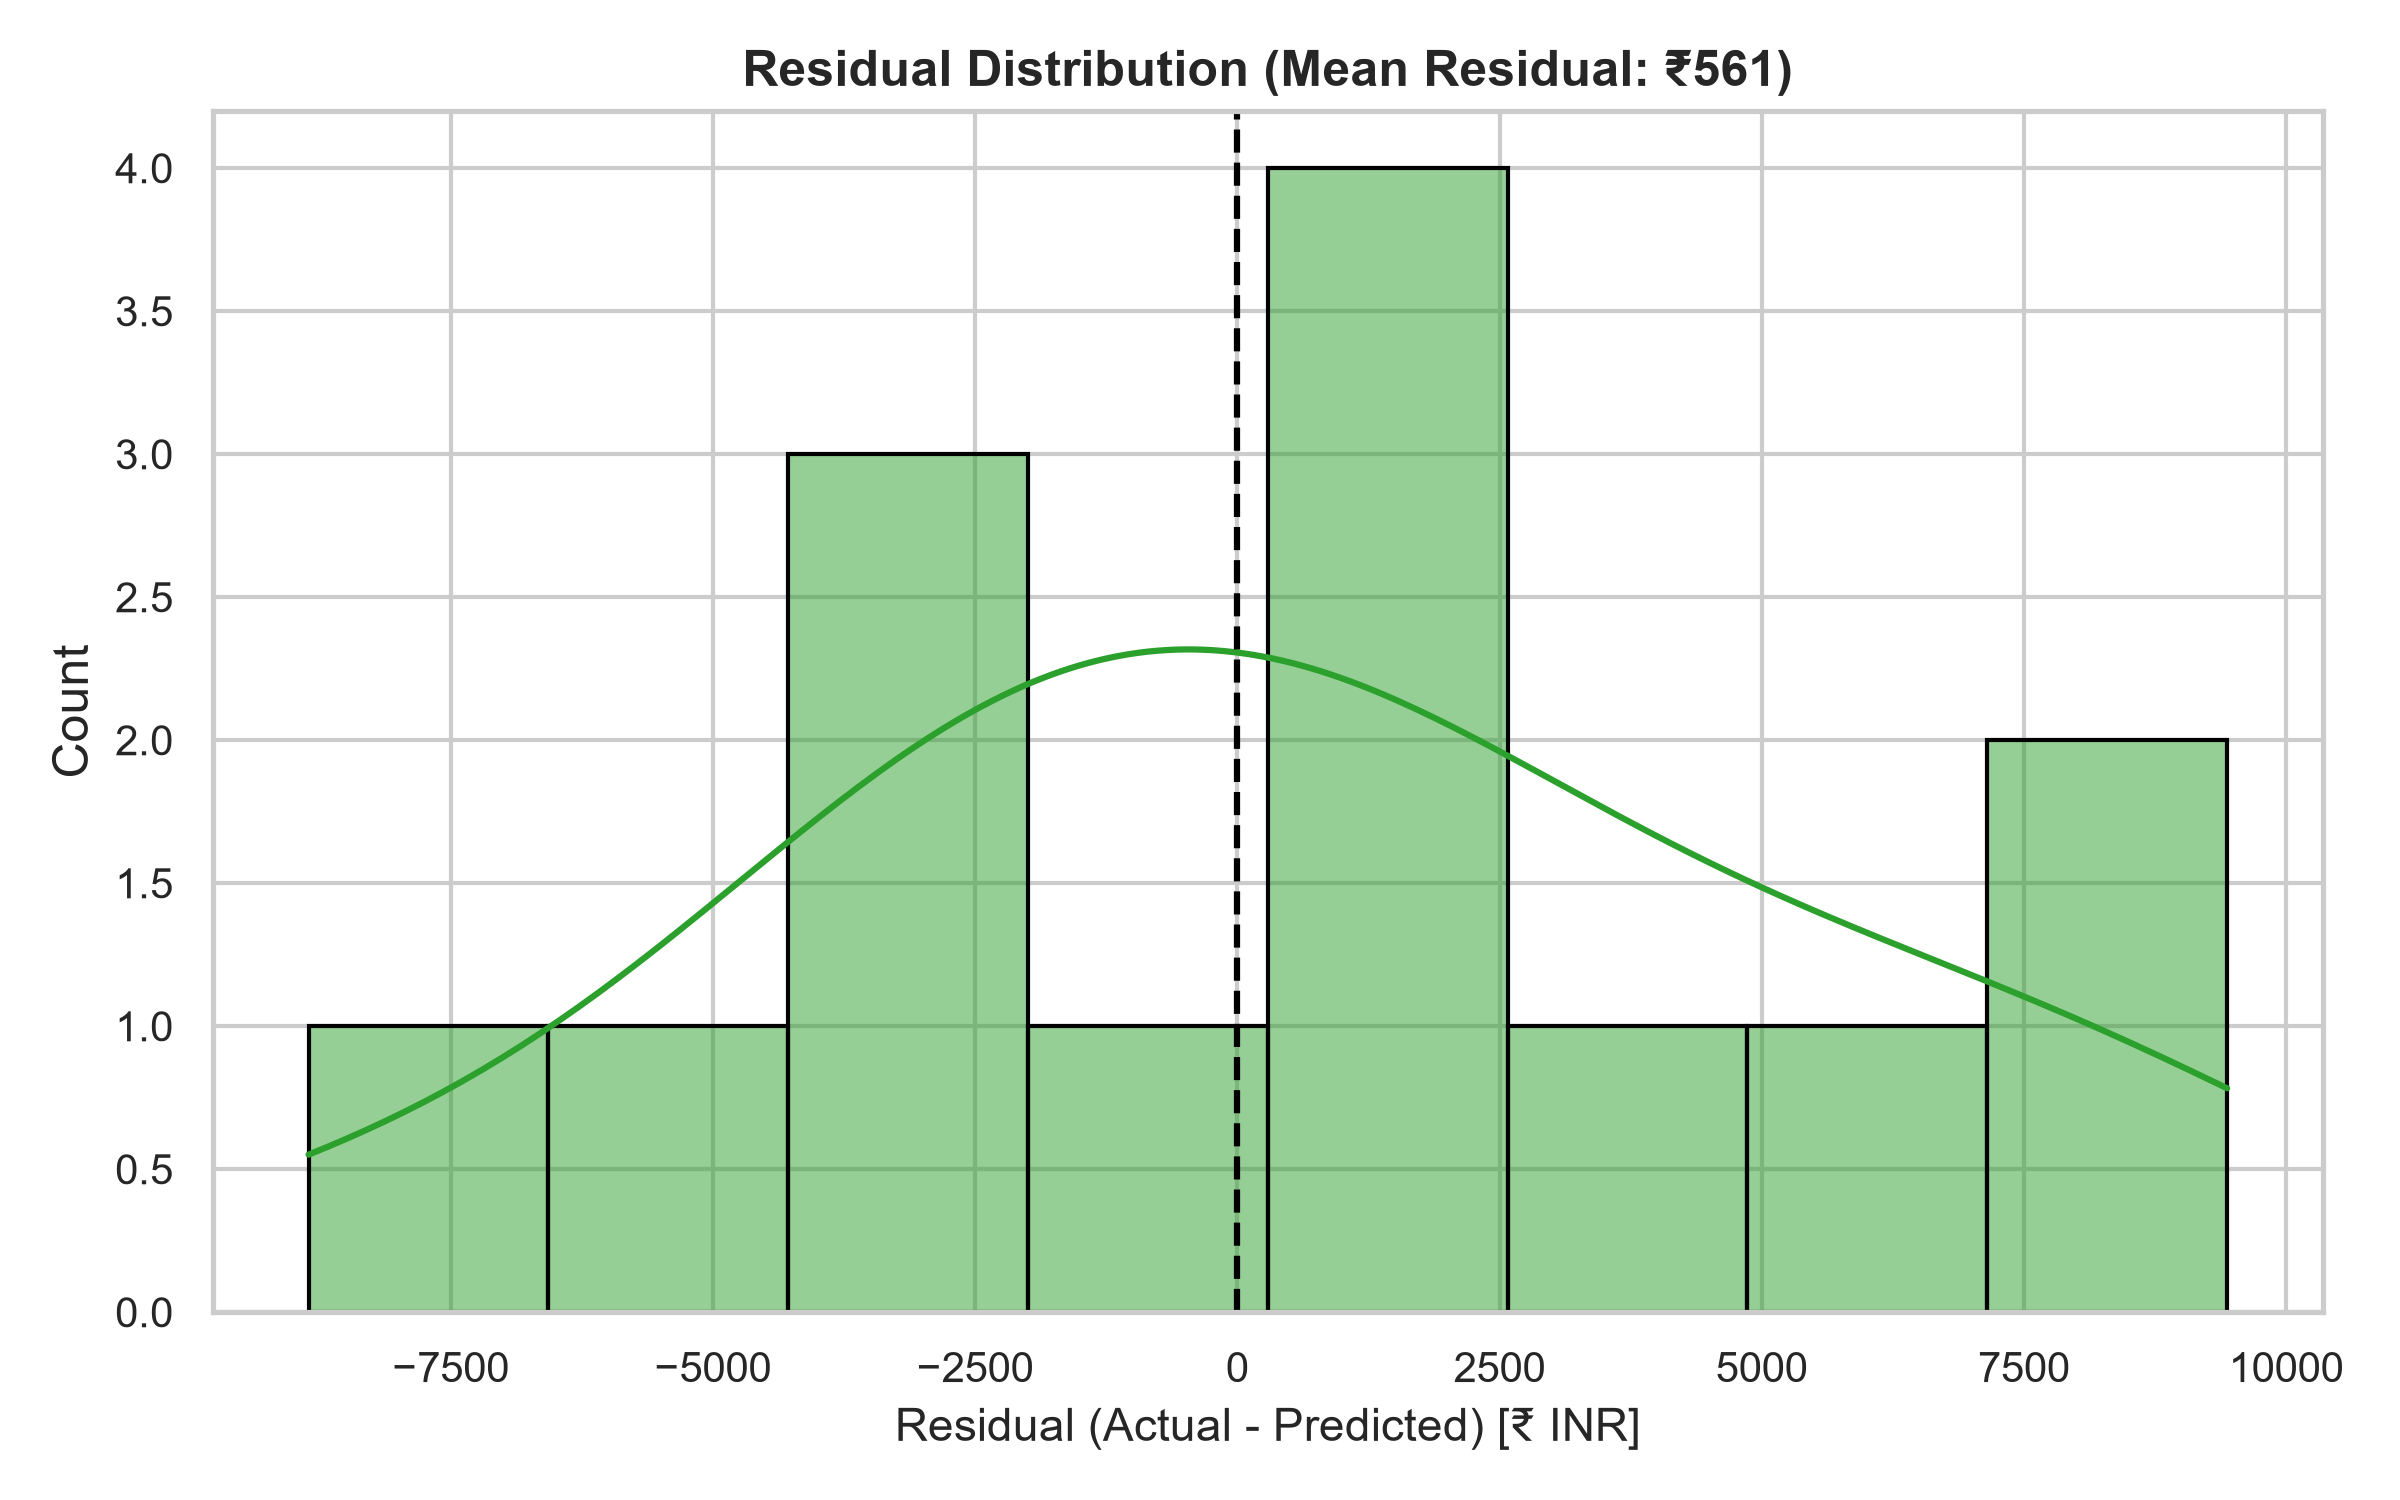 Residual Distribution (Mean Residual: ₹561)
4.0
3.5
3.0
2.5
2.0
1.5
1.0
0.5
0.0
Count
−7500 −5000 −2500 0 2500 5000 7500 10000
Residual (Actual - Predicted) [₹ INR]